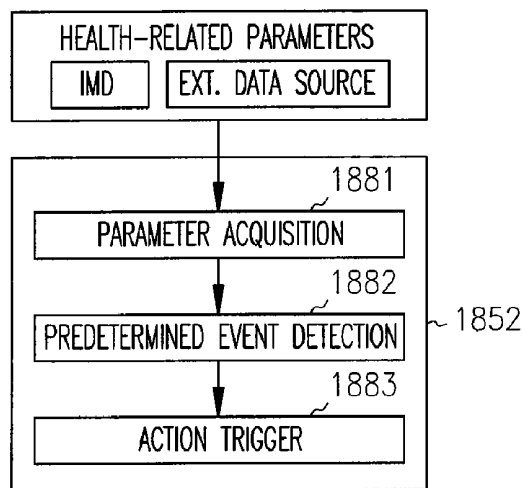 HEALTH-RELATED PARAMETERS
IMD
EXT. DATA SOURCE
1881
PARAMETER ACQUISITION
1882
PREDETERMINED EVENT DETECTION
1852
1883
ACTION TRIGGER